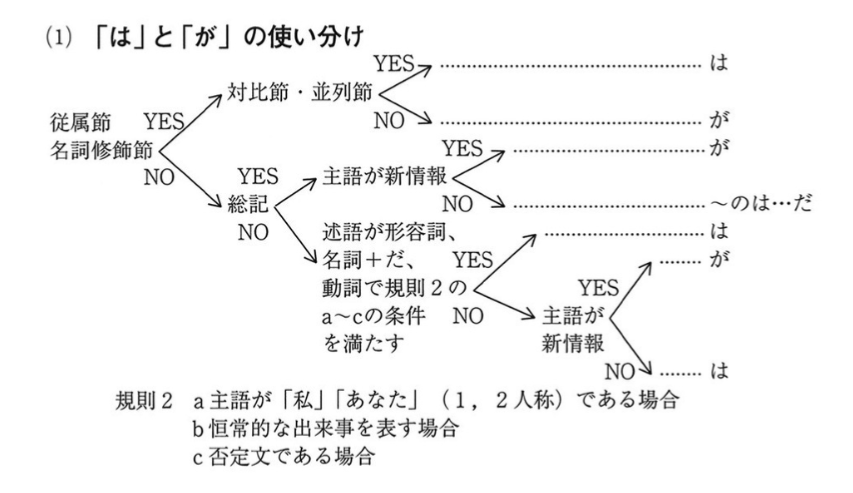 (1) 「は」と「が」の使い分け
YES ………………………… は
対比節・並列節
従属節 YES
NO ………………………… が
名詞修飾節
YES ………………… が
NO YES 主語が新情報
総記
NO ………………… ～のは…だ
NO 述語が形容詞、 ……………… は
名詞＋だ、 YES …… が
動詞で規則2の YES
a～cの条件 NO 主語が
を満たす 新情報
NO …… は
規則2 a 主語が「私」「あなた」（1，2人称）である場合
b 恒常的な出来事を表す場合
c 否定文である場合